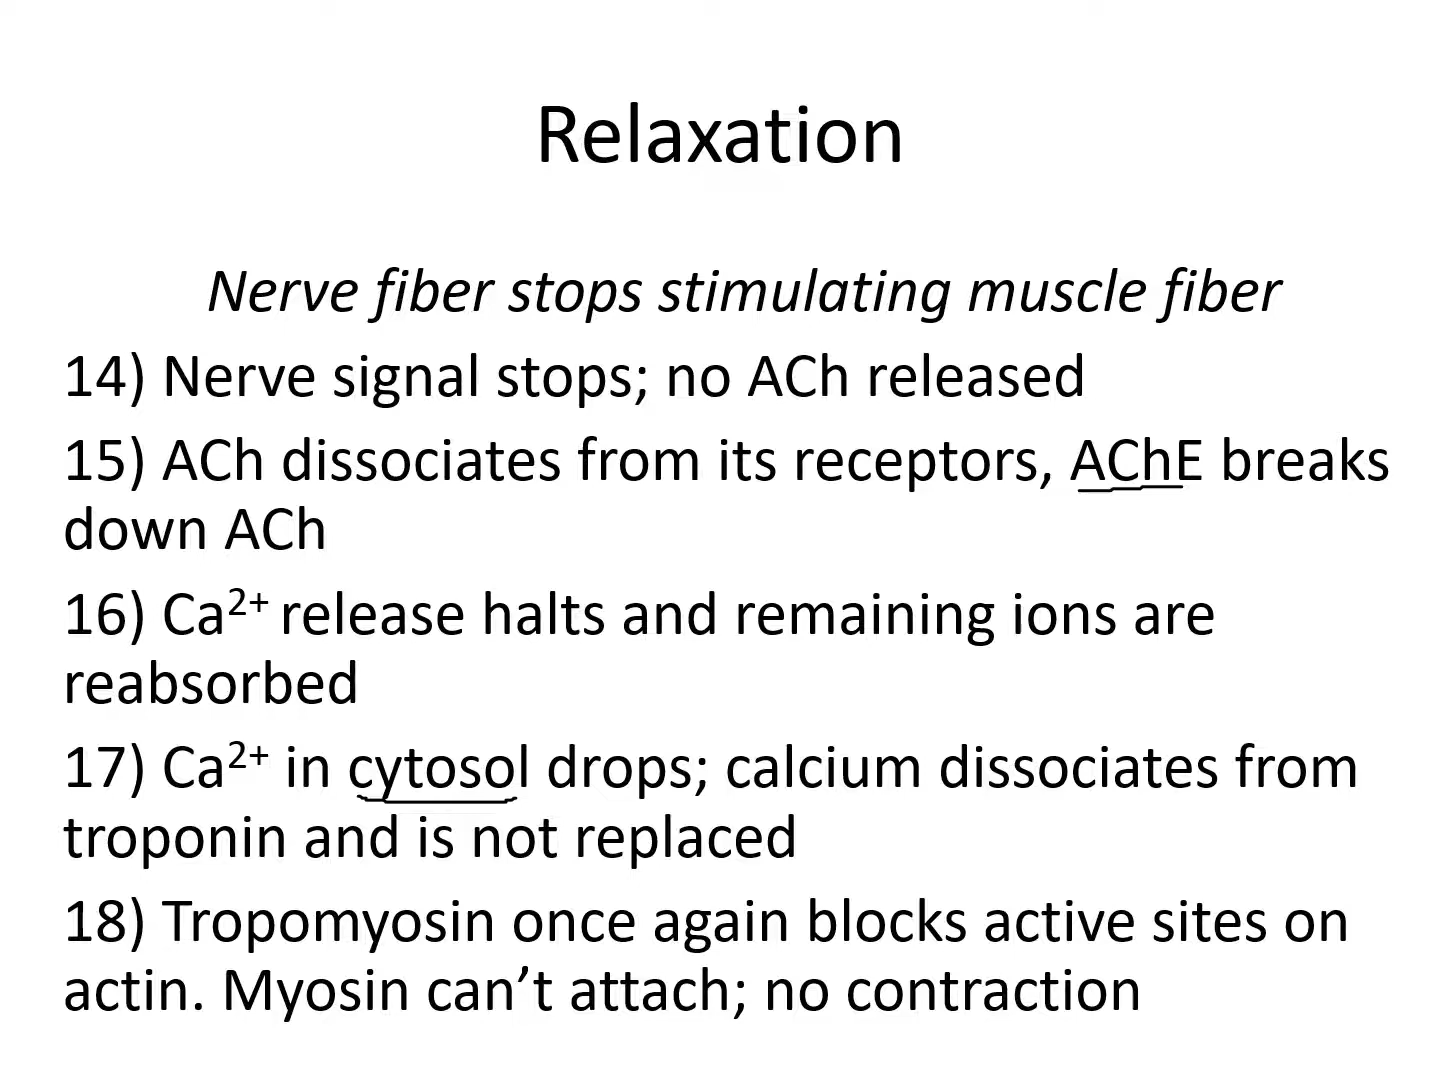 Relaxation
Nerve fiber stops stimulating muscle fiber
14) Nerve signal stops; no ACh released
15) ACh dissociates from its receptors, AChE breaks
down ACh
16) Ca²⁺ release halts and remaining ions are
reabsorbed
17) Ca²⁺ in cytosol drops; calcium dissociates from
troponin and is not replaced
18) Tropomyosin once again blocks active sites on
actin. Myosin can’t attach; no contraction